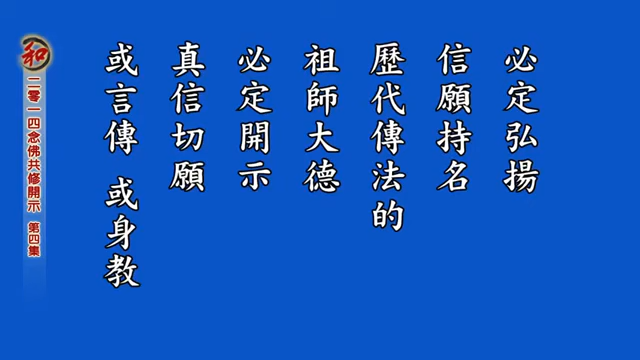 必定弘揚
信願持名
歷代傳法的
祖師大德
必定開示
真信切願
或言傳 或身教
和
二零一四念佛共修開示 第四集